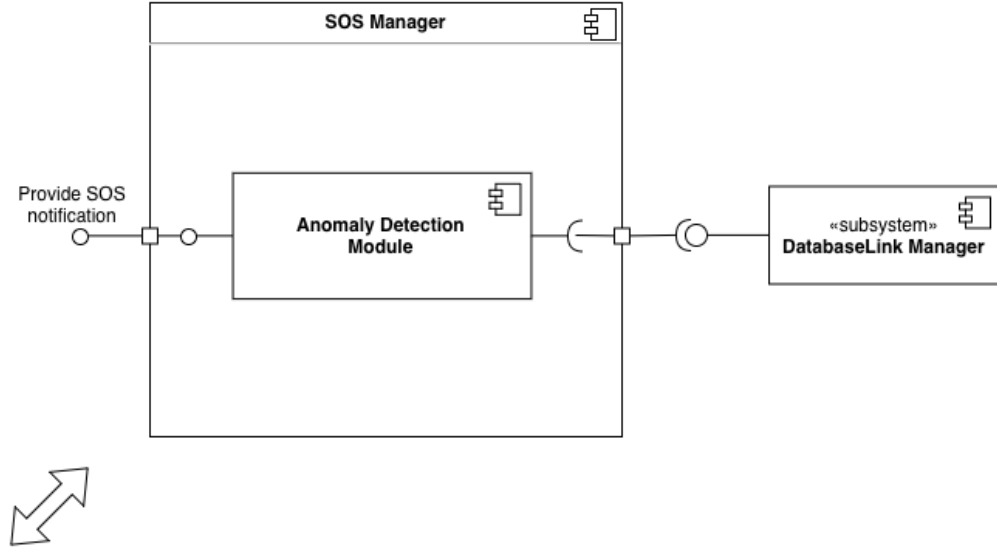 SOS Manager
Provide SOS
notification
Anomaly Detection
Module
«subsystem»
DatabaseLink Manager